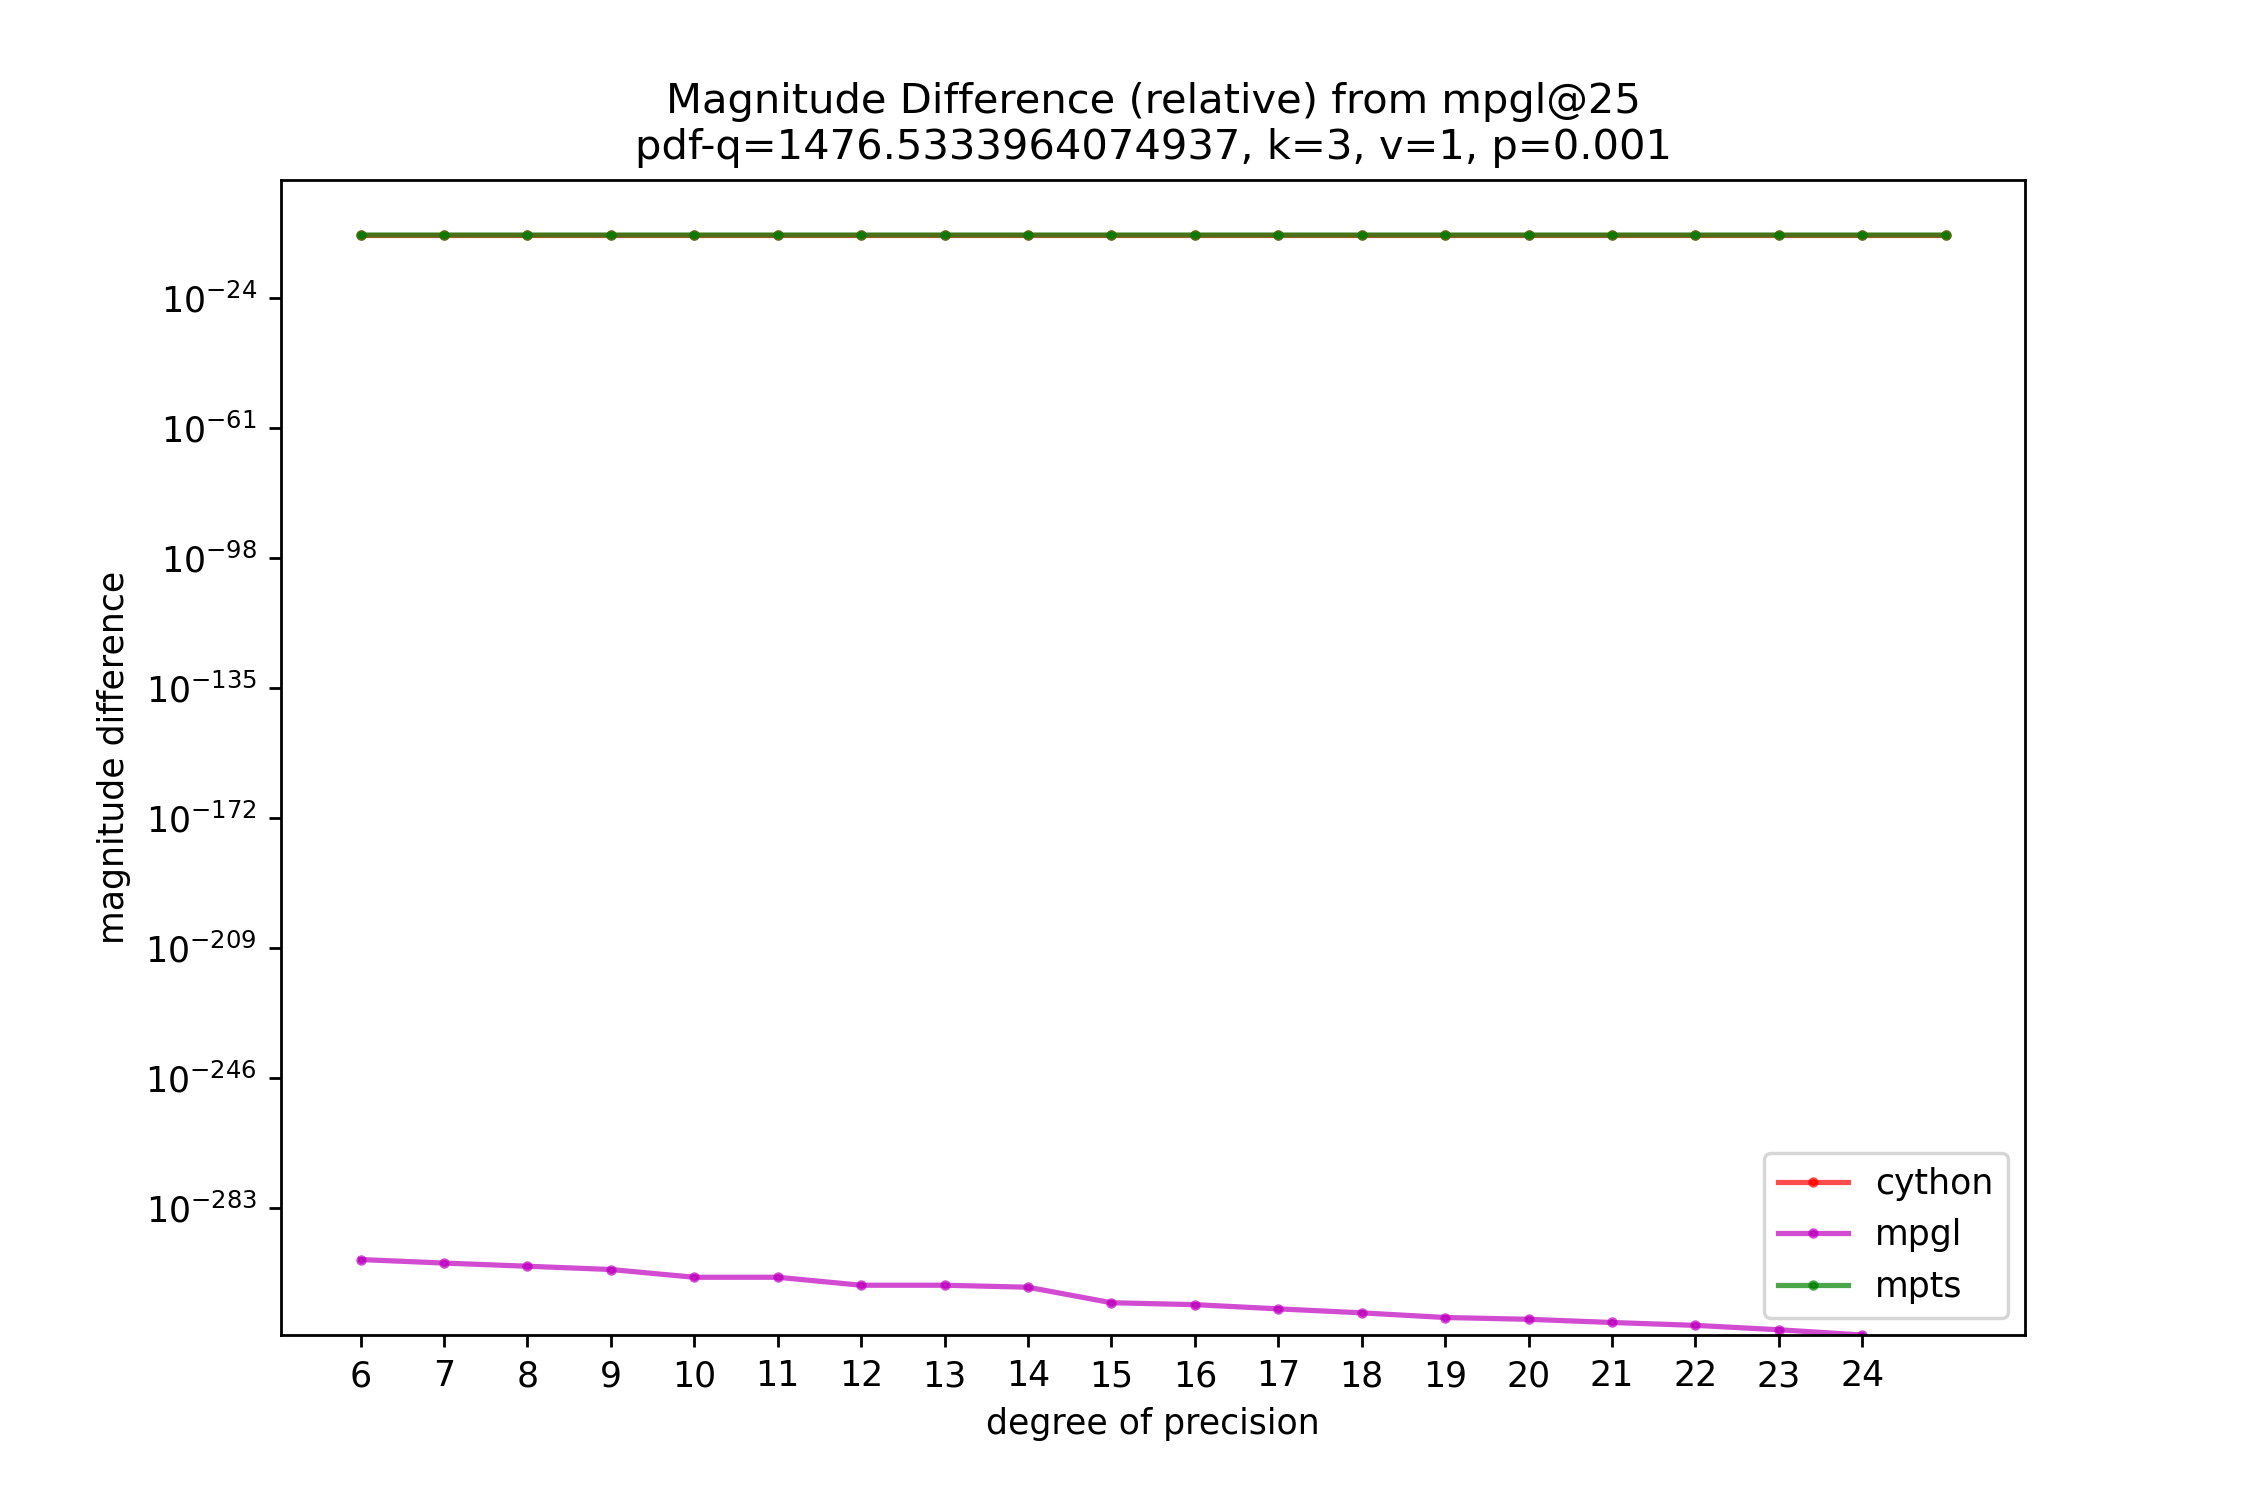 Magnitude Difference (relative) from mpgl@25
pdf-q=1476.5333964074937, k=3, v=1, p=0.001
magnitude difference
10⁻²⁴
10⁻⁶¹
10⁻⁹⁸
10⁻¹³⁵
10⁻¹⁷²
10⁻²⁰⁹
10⁻²⁴⁶
10⁻²⁸³
cython
mpgl
mpts
6 7 8 9 10 11 12 13 14 15 16 17 18 19 20 21 22 23 24
degree of precision